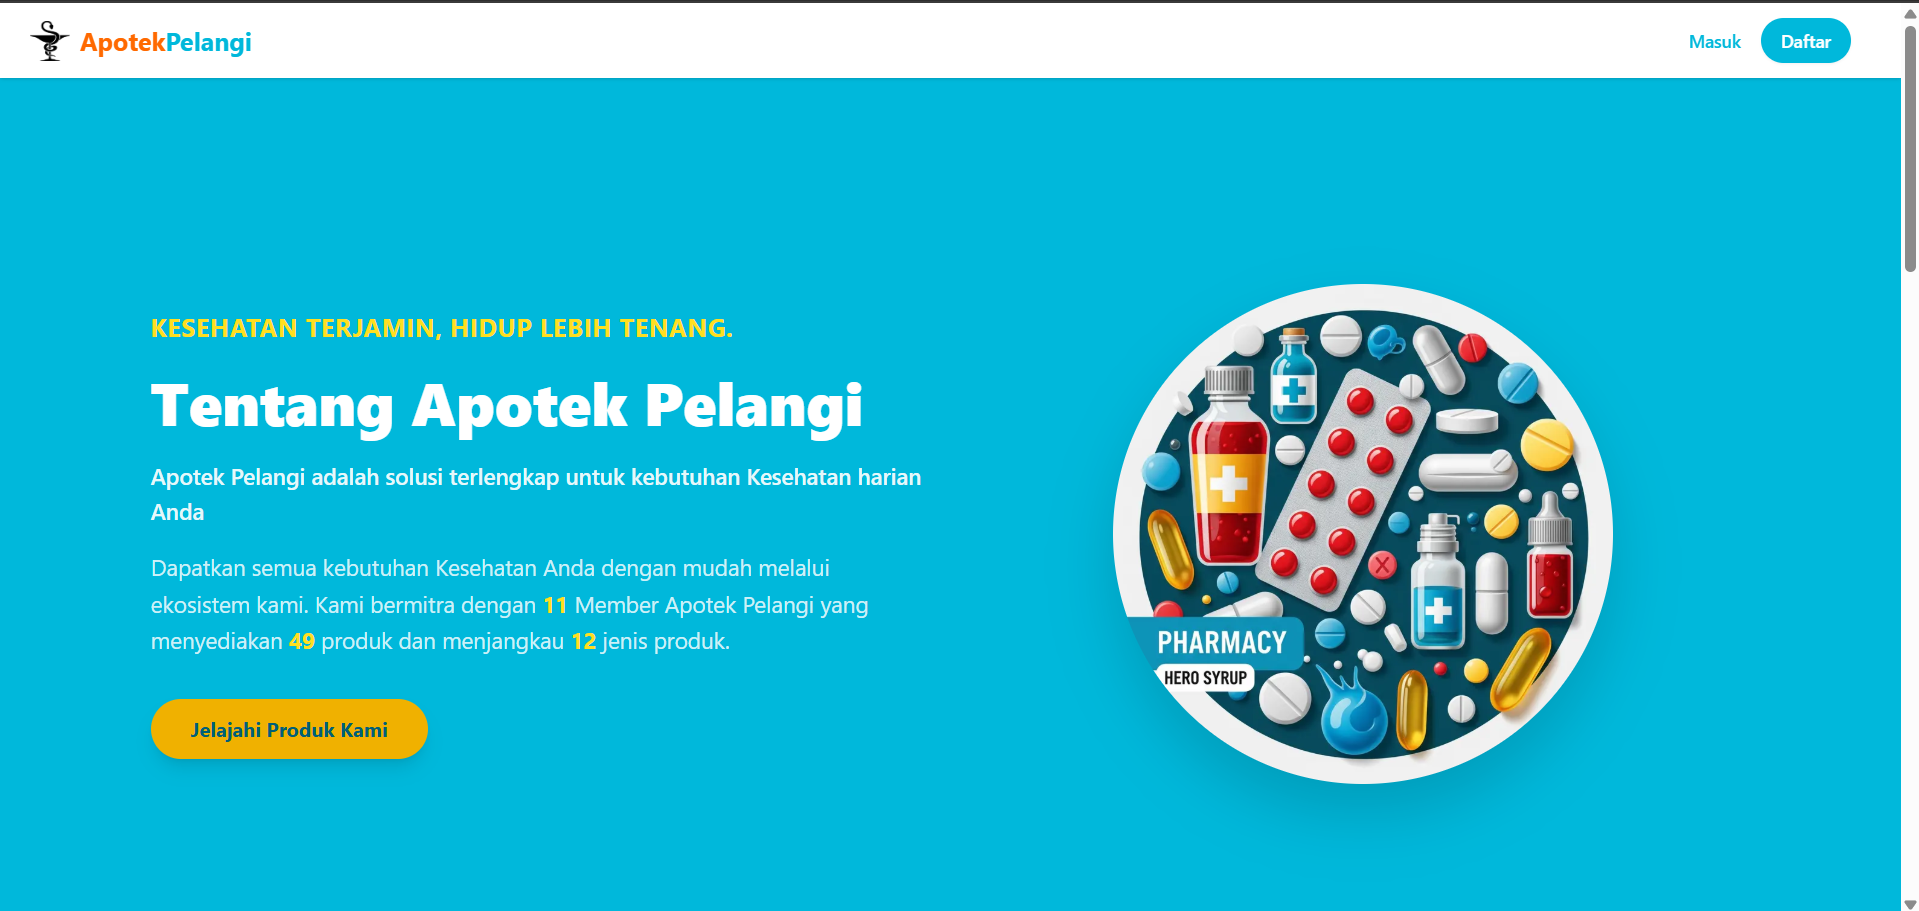 ApotekPelangi
Masuk
Daftar
KESEHATAN TERJAMIN, HIDUP LEBIH TENANG.
Tentang Apotek Pelangi
Apotek Pelangi adalah solusi terlengkap untuk kebutuhan Kesehatan harian
Anda
Dapatkan semua kebutuhan Kesehatan Anda dengan mudah melalui
ekosistem kami. Kami bermitra dengan 11 Member Apotek Pelangi yang
menyediakan 49 produk dan menjangkau 12 jenis produk.
Jelajahi Produk Kami
PHARMACY
HERO SYRUP